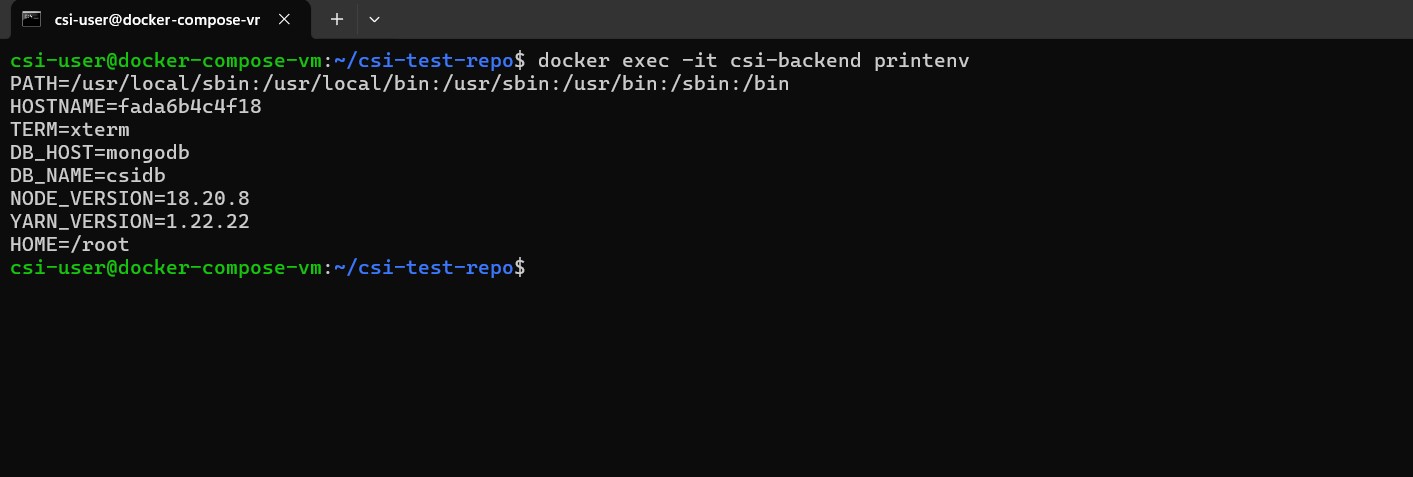 csi-user@docker-compose-vr
csi-user@docker-compose-vm:~/csi-test-repo$ docker exec -it csi-backend printenv
PATH=/usr/local/sbin:/usr/local/bin:/usr/sbin:/usr/bin:/sbin:/bin
HOSTNAME=fada6b4c4f18
TERM=xterm
DB_HOST=mongodb
DB_NAME=csidb
NODE_VERSION=18.20.8
YARN_VERSION=1.22.22
HOME=/root
csi-user@docker-compose-vm:~/csi-test-repo$